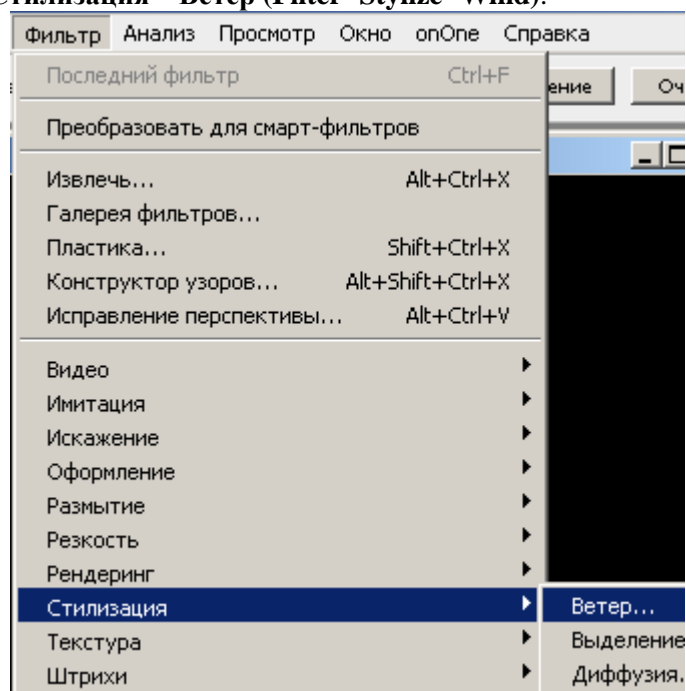 Стилизация – Ветер (Filter- Stylize- Wind).
Фильтр Анализ Просмотр Окно onOne Справка
Последний фильтр Ctrl+F
Преобразовать для смарт-фильтров
Извлечь... Alt+Ctrl+X
Галерея фильтров...
Пластика... Shift+Ctrl+X
Конструктор узоров... Alt+Shift+Ctrl+X
Исправление перспективы... Alt+Ctrl+V
Видео
Имитация
Искажение
Оформление
Размытие
Резкость
Рендеринг
Стилизация Ветер...
Текстура Выделение
Штрихи Диффузия.